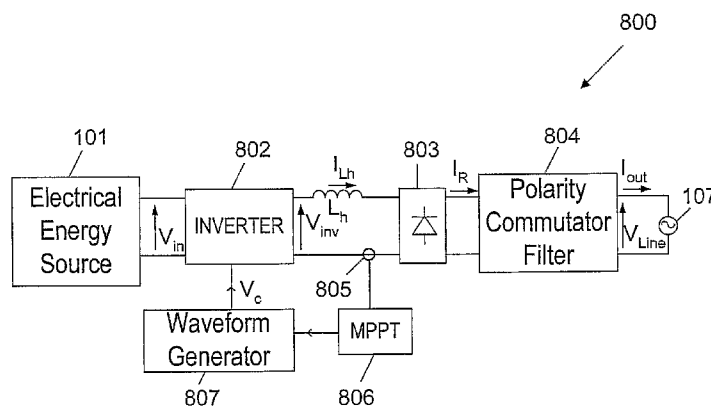 800
101
802
803
804
I_Lh
I_R
I_out
107
Electrical
Energy
Source
V_in
INVERTER
V_inv
L_h
Polarity
Commutator
Filter
V_Line
805
V_c
Waveform
Generator
MPPT
807
806